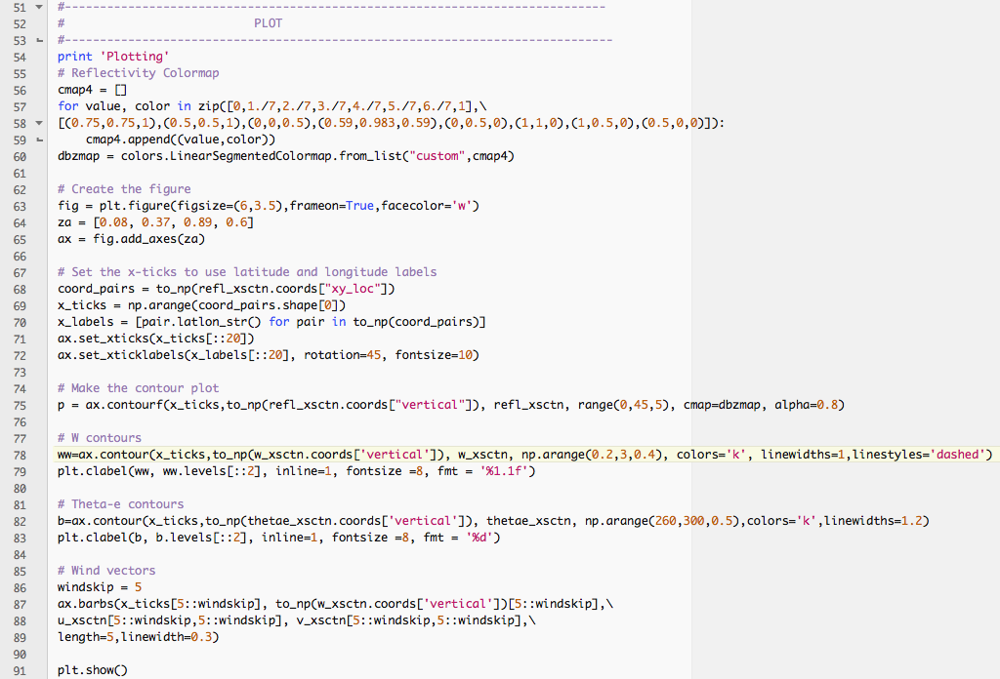 51 #-----------------------------------------------------------------------------
52 # PLOT
53 #------------------------------------------------------------------------------
54 print 'Plotting'
55 # Reflectivity Colormap
56 cmap4 = []
57 for value, color in zip([0,1./7,2./7,3./7,4./7,5./7,6./7,1],\
58 [(0.75,0.75,1),(0.5,0.5,1),(0,0,0.5),(0.59,0.983,0.59),(0,0.5,0),(1,1,0),(1,0.5,0),(0.5,0,0)]):
59 cmap4.append((value,color))
60 dbzmap = colors.LinearSegmentedColormap.from_list("custom",cmap4)
61
62 # Create the figure
63 fig = plt.figure(figsize=(6,3.5),frameon=True,facecolor='w')
64 za = [0.08, 0.37, 0.89, 0.6]
65 ax = fig.add_axes(za)
66
67 # Set the x-ticks to use latitude and longitude labels
68 coord_pairs = to_np(refl_xsctn.coords["xy_loc"])
69 x_ticks = np.arange(coord_pairs.shape[0])
70 x_labels = [pair.latlon_str() for pair in to_np(coord_pairs)]
71 ax.set_xticks(x_ticks[::20])
72 ax.set_xticklabels(x_labels[::20], rotation=45, fontsize=10)
73
74 # Make the contour plot
75 p = ax.contourf(x_ticks,to_np(refl_xsctn.coords["vertical"]), refl_xsctn, range(0,45,5), cmap=dbzmap, alpha=0.8)
76
77 # W contours
78 ww=ax.contour(x_ticks,to_np(w_xsctn.coords['vertical']), w_xsctn, np.arange(0.2,3,0.4), colors='k', linewidths=1,linestyles='dashed')
79 plt.clabel(ww, ww.levels[::2], inline=1, fontsize =8, fmt = '%1.1f')
80
81 # Theta-e contours
82 b=ax.contour(x_ticks,to_np(thetae_xsctn.coords['vertical']), thetae_xsctn, np.arange(260,300,0.5),colors='k',linewidths=1.2)
83 plt.clabel(b, b.levels[::2], inline=1, fontsize =8, fmt = '%d')
84
85 # Wind vectors
86 windskip = 5
87 ax.barbs(x_ticks[5::windskip], to_np(w_xsctn.coords['vertical'])[5::windskip],\
88 u_xsctn[5::windskip,5::windskip], v_xsctn[5::windskip,5::windskip],\
89 length=5,linewidth=0.3)
90
91 plt.show()